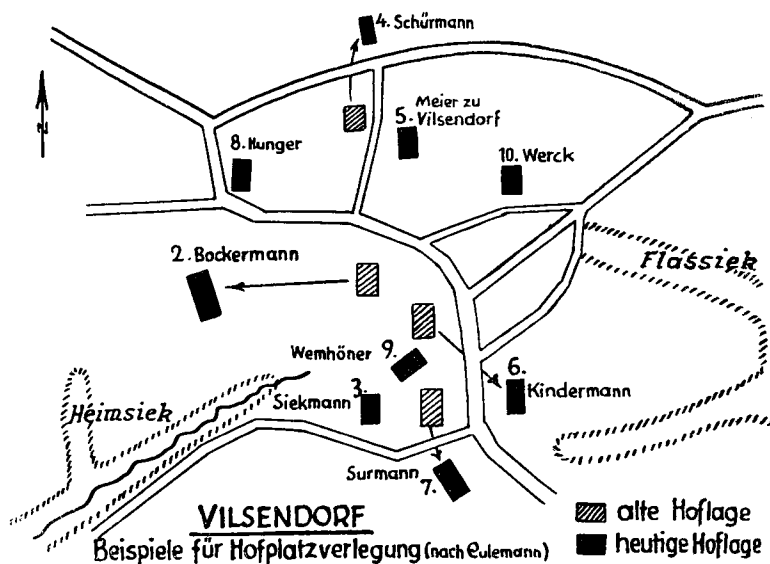 4. Schürmann
N
8. Hunger
5. Meier zu
Vilsendorf
10. Werck
2. Bockermann
Flassiek
Wemhöner 9.
6.
Kindermann
Siekmann 3.
Heimsiek
Surmann
7.
VILSENDORF
Beispiele für Hofplatzverlegung (nach Eulemann)
alte Hoflage
heutige Hoflage